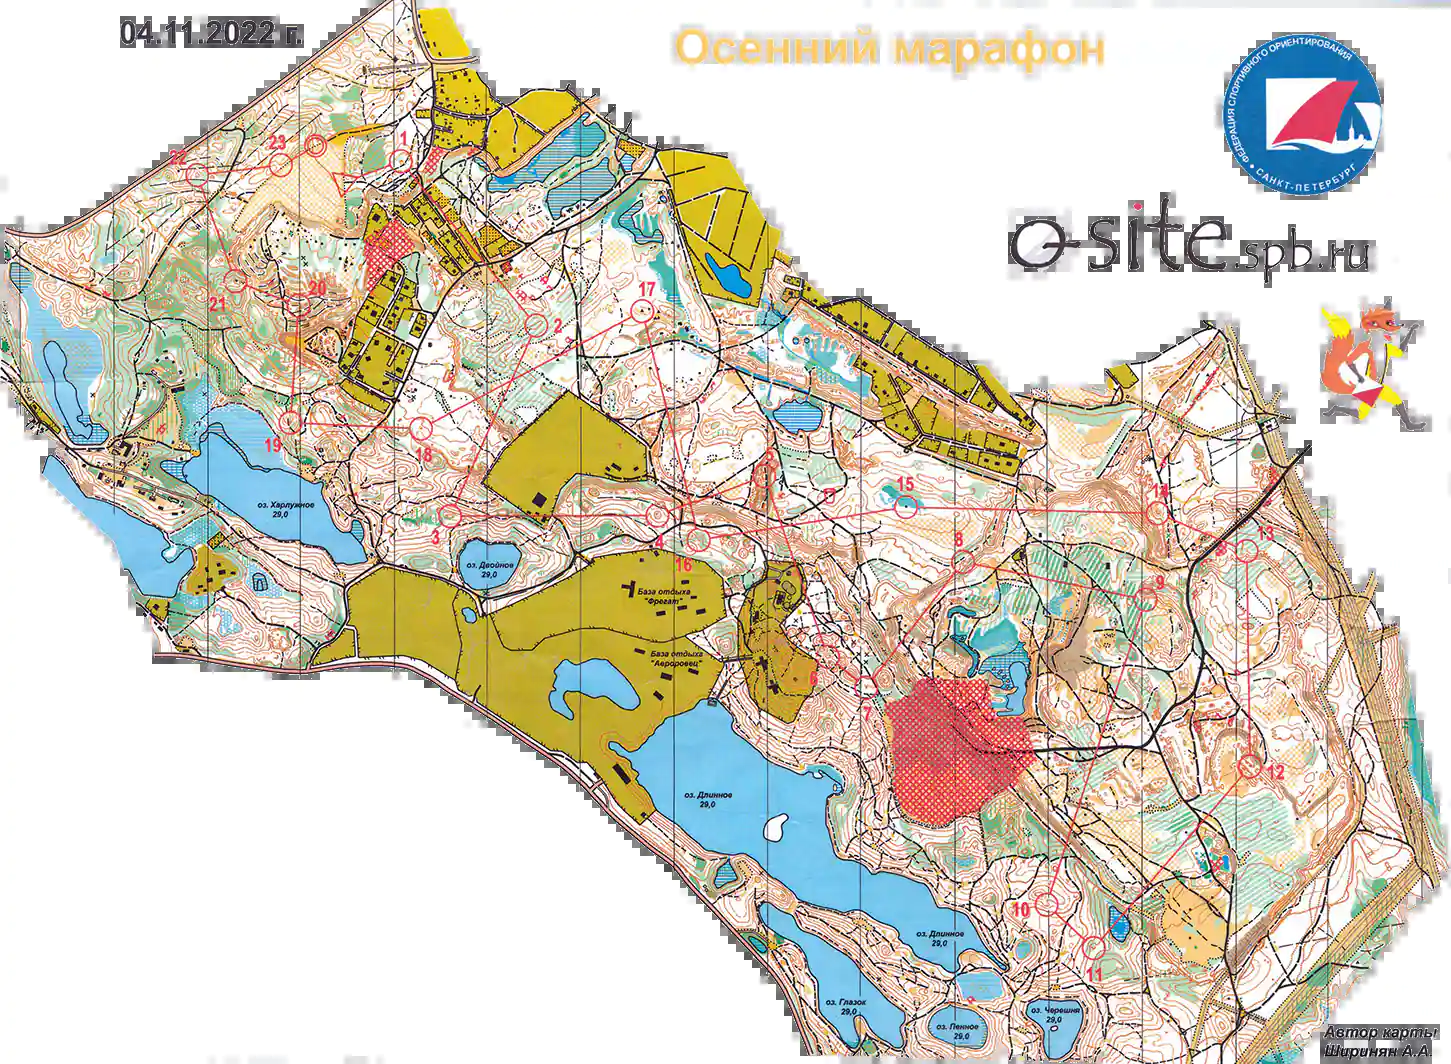 04.11.2022 г.
Осенний марафон
ФЕДЕРАЦИЯ СПОРТИВНОГО ОРИЕНТИРОВАНИЯ
• САНКТ-ПЕТЕРБУРГ •
o-site.spb.ru
1
23
22
21
20
2
17
19
18
3
4
16
15
14
13
8
9
6
7
12
10
11
оз. Харлужное
29,0
оз. Двойное
29,0
База отдыха
"Фрегат"
База отдыха
"Аврорoвец"
оз. Длинное
29,0
оз. Длинное
29,0
оз. Глазок
29,0
оз. Пенное
29,0
оз. Черешня
29,0
Автор карты
Ширинян А.А.